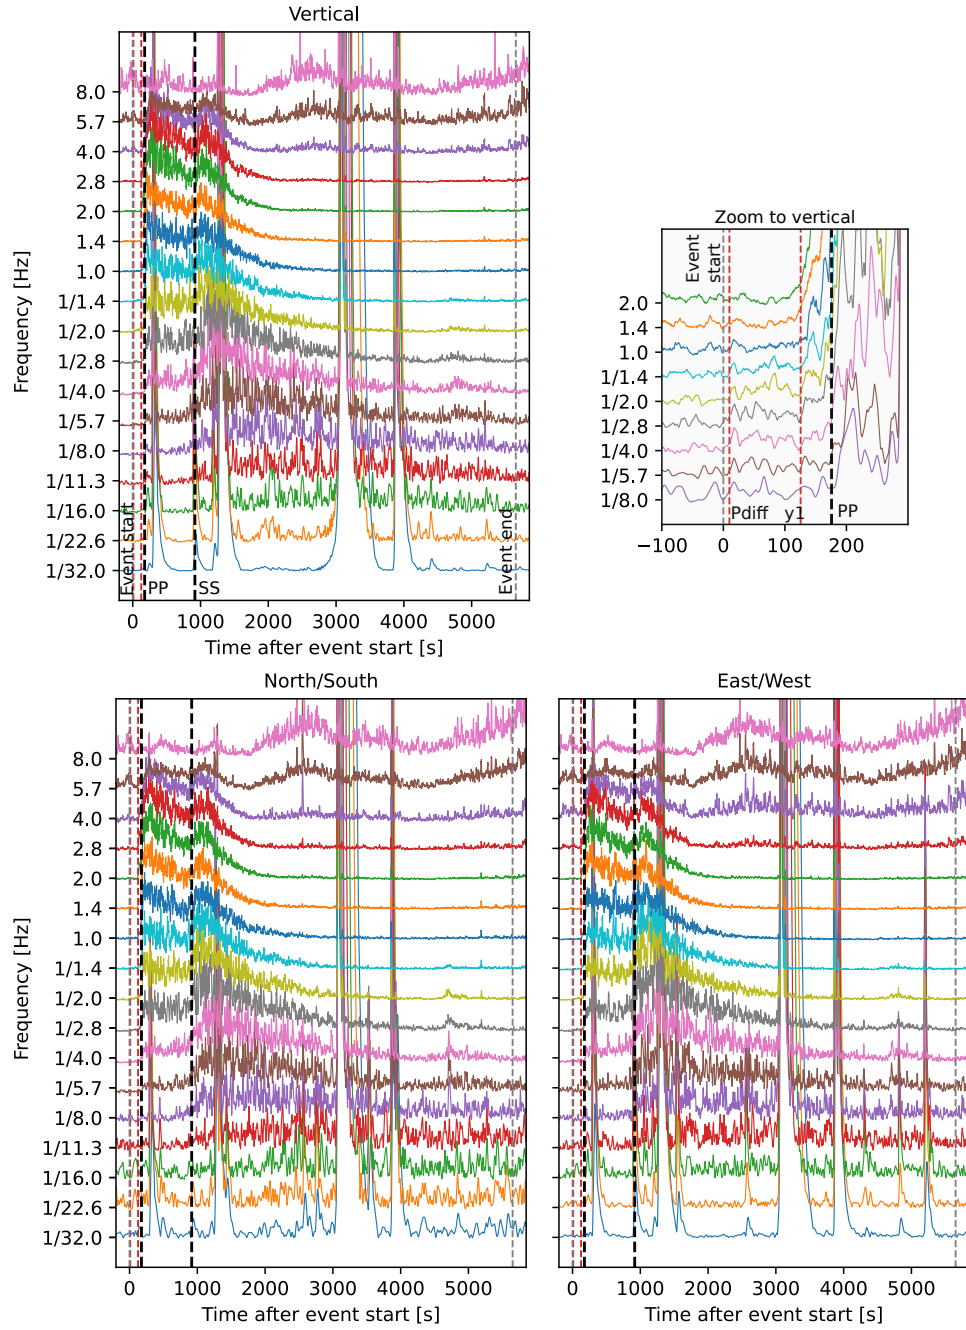 Vertical
Frequency [Hz]
8.0
5.7
4.0
2.8
2.0
1.4
1.0
1/1.4
1/2.0
1/2.8
1/4.0
1/5.7
1/8.0
1/11.3
1/16.0
1/22.6
1/32.0
Event start
PP
SS
Event end
0 1000 2000 3000 4000 5000
Time after event start [s]
Zoom to vertical
Event
start
2.0
1.4
1.0
1/1.4
1/2.0
1/2.8
1/4.0
1/5.7
1/8.0
Pdiff y1 PP
−100 0 100 200
North/South
Frequency [Hz]
8.0
5.7
4.0
2.8
2.0
1.4
1.0
1/1.4
1/2.0
1/2.8
1/4.0
1/5.7
1/8.0
1/11.3
1/16.0
1/22.6
1/32.0
0 1000 2000 3000 4000 5000
Time after event start [s]
East/West
0 1000 2000 3000 4000 5000
Time after event start [s]